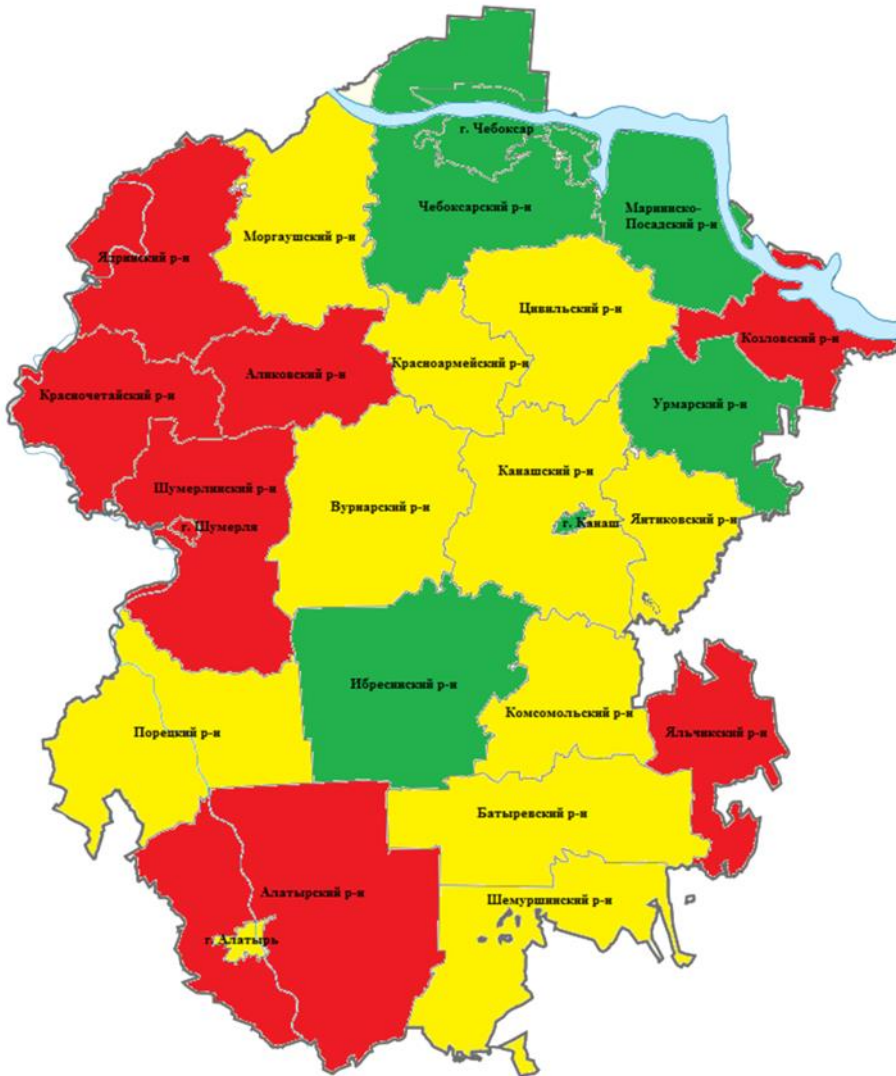 г. Чебоксар
Чебоксарский р-н
Мариинско-
Посадский р-н
Моргаушский р-н
Ядринский р-н
Цивильский р-н
Козловский р-н
Красноармейский р-н
Аликовский р-н
Красночетайский р-н
Урмарский р-н
Канашский р-н
Шумерлинский р-н
Вурнарский р-н
Янтиковский р-н
г. Канаш
г. Шумерля
Ибресинский р-н
Комсомольский р-н
Порецкий р-н
Яльчикский р-н
Батыревский р-н
Алатырский р-н
Шемуршинский р-н
г. Алатырь